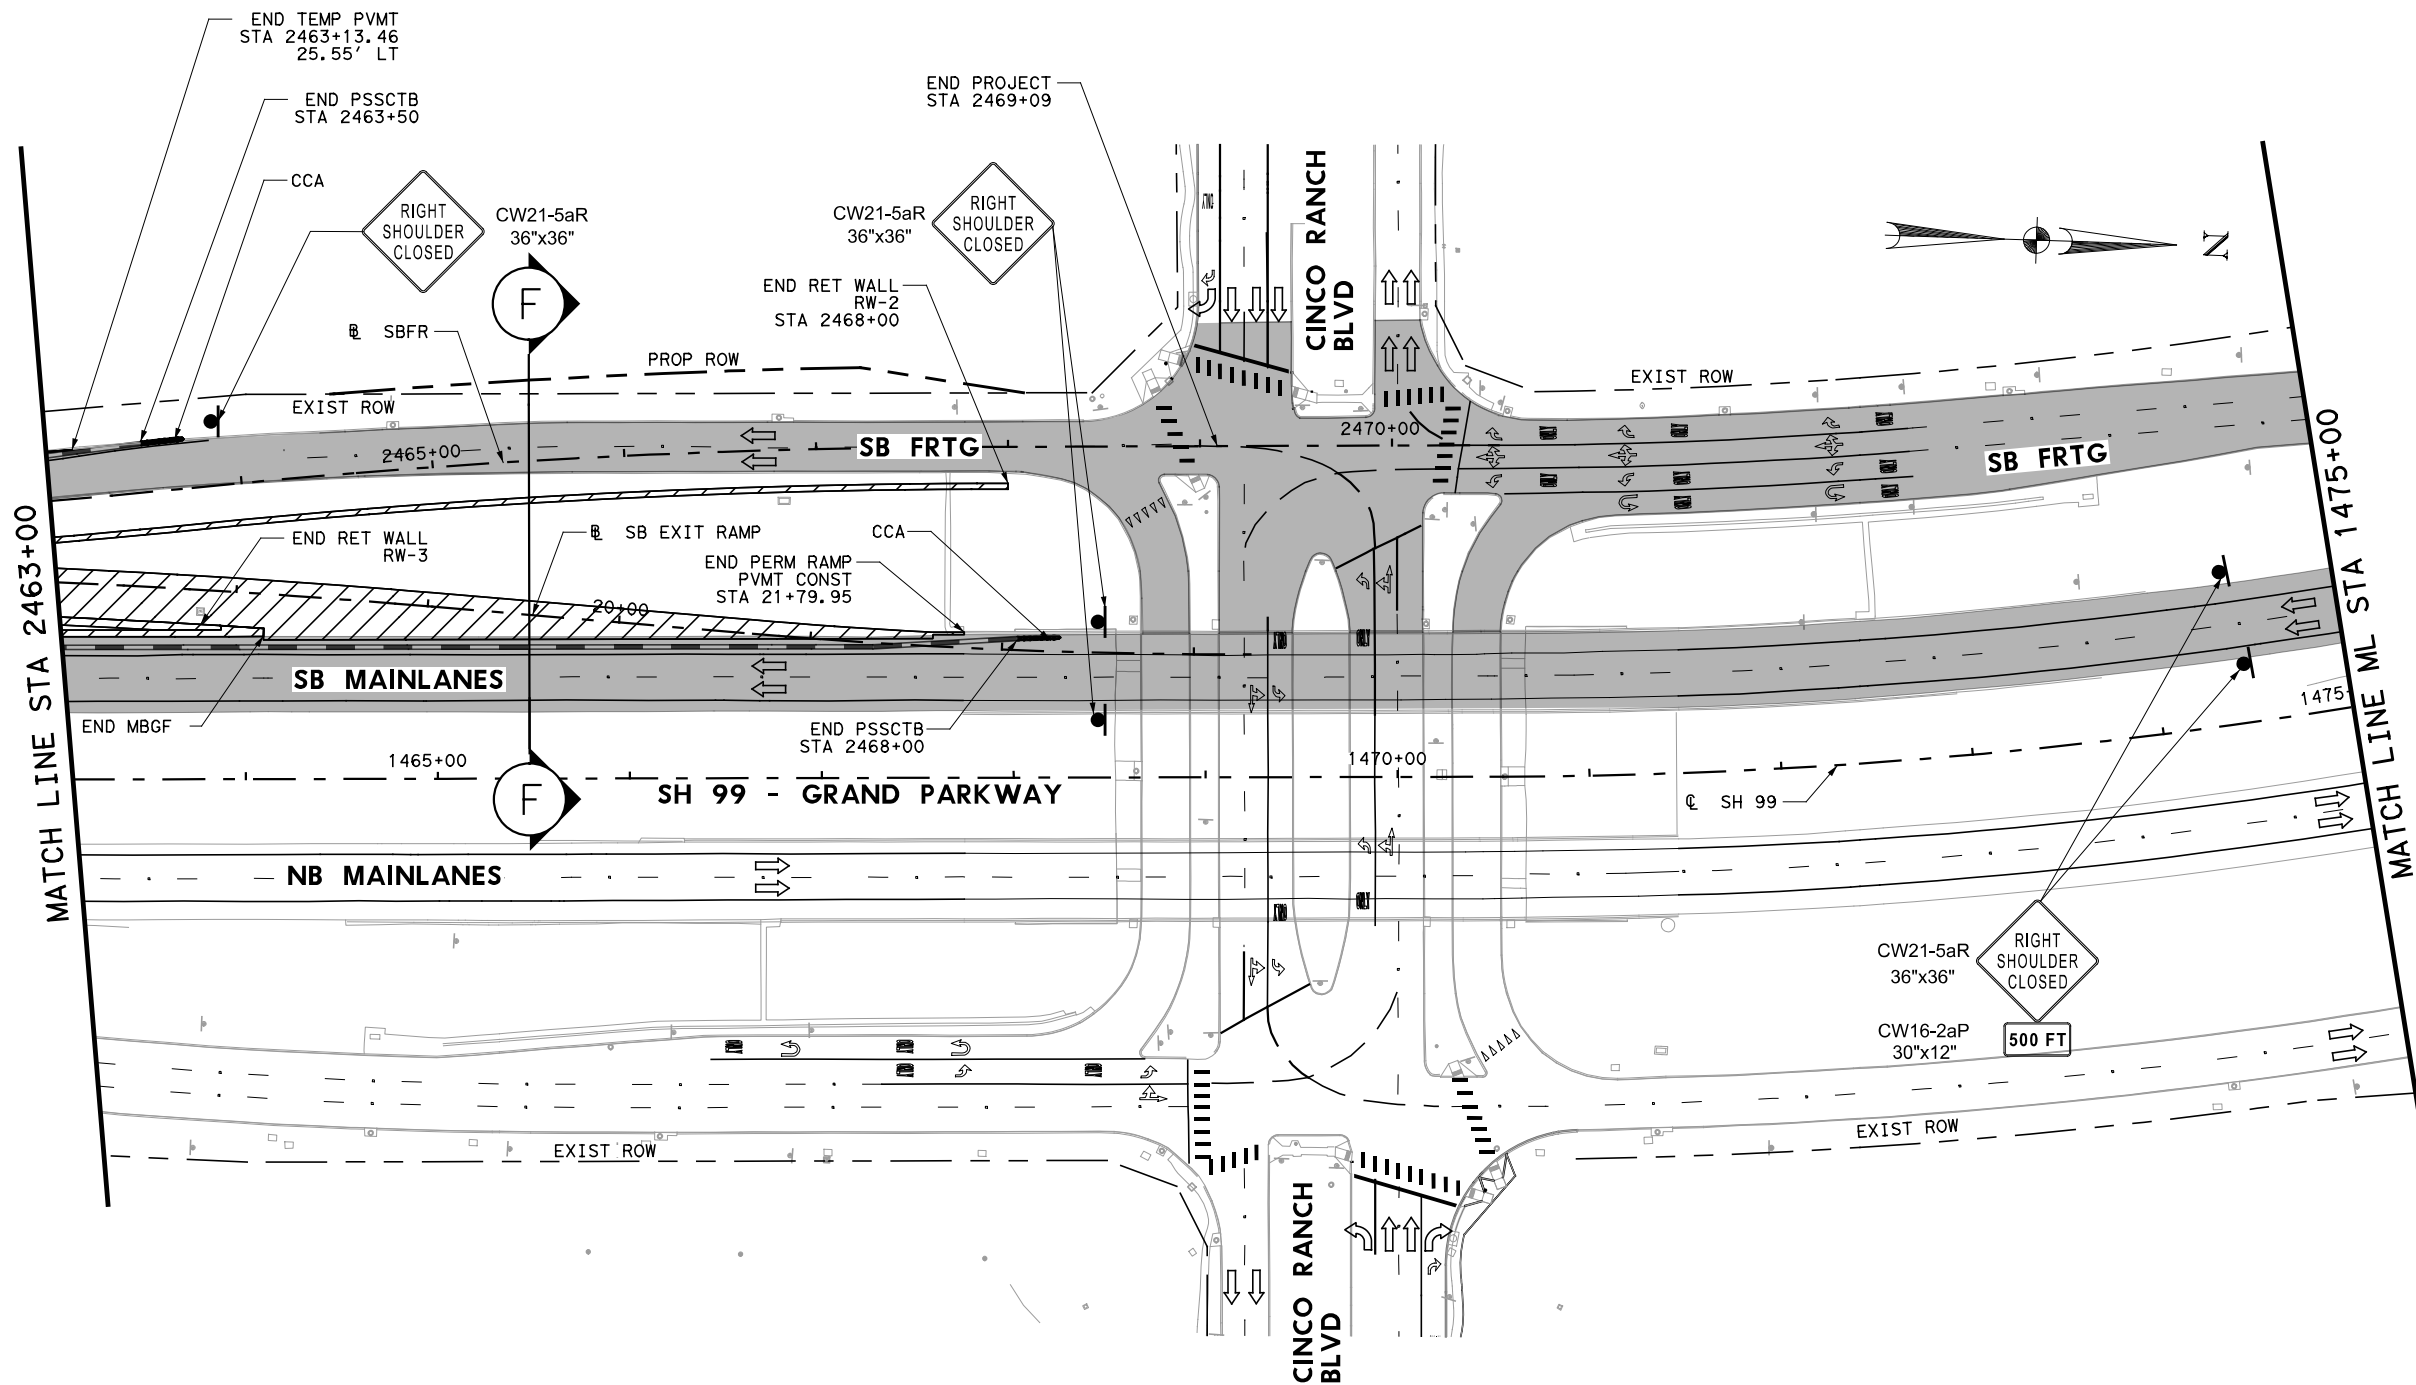 END TEMP PVMT
STA 2463+13.46
25.55' LT
END PSSCTB
STA 2463+50
CCA
RIGHT
SHOULDER
CLOSED
CW21-5aR
36"x36"
F
℄ SBFR
END PROJECT
STA 2469+09
CW21-5aR
36"x36"
RIGHT
SHOULDER
CLOSED
END RET WALL
RW-2
STA 2468+00
PROP ROW
EXIST ROW
CINCO RANCH
BLVD
ONLY
N
EXIST ROW
2465+00
SB FRTG
2470+00
SB FRTG
MATCH LINE STA 2463+00
MATCH LINE ML STA 1475+00
END RET WALL
RW-3
SB EXIT RAMP
CCA
END PERM RAMP
PVMT CONST
STA 21+79.95
20+00
SB MAINLANES
END MBGF
END PSSCTB
STA 2468+00
1465+00
1470+00
1475+
F
SH 99 - GRAND PARKWAY
℄ SH 99
NB MAINLANES
CW21-5aR
36"x36"
RIGHT
SHOULDER
CLOSED
CW16-2aP
30"x12"
500 FT
EXIST ROW
EXIST ROW
CINCO RANCH
BLVD